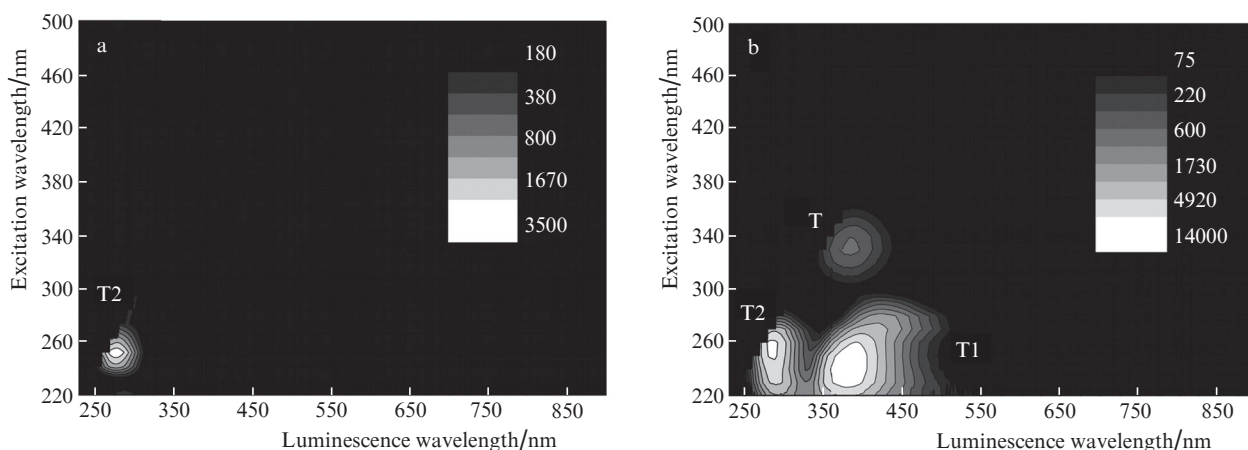 a
Excitation wavelength/nm
500
460
420
380
340
300
260
220
180
380
800
1670
3500
T2
250 350 450 550 650 750 850
Luminescence wavelength/nm
b
Excitation wavelength/nm
500
460
420
380
340
300
260
220
75
220
600
1730
4920
14000
T
T2
T1
250 350 450 550 650 750 850
Luminescence wavelength/nm